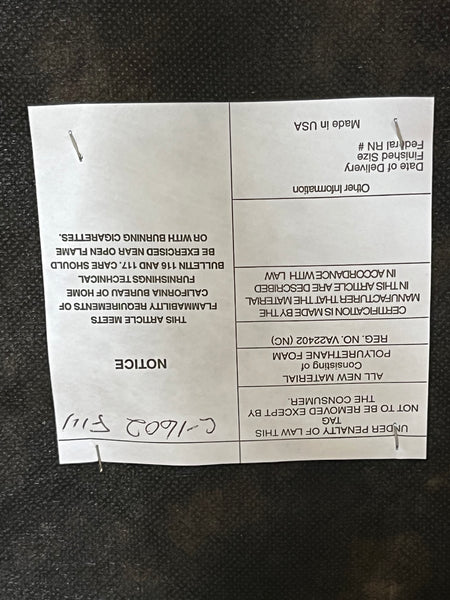 UNDER PENALTY OF LAW THIS
TAG
NOT TO BE REMOVED EXCEPT BY
THE CONSUMER.
ALL NEW MATERIAL
Consisting of
POLYURETHANE FOAM
REG. NO. VA22402 (NC)
CERTIFICATION IS MADE BY THE
MANUFACTURER THAT THE MATERIAL
IN THIS ARTICLE ARE DESCRIBED
IN ACCORDANCE WITH LAW
Other Information
Date of Delivery
Finished Size
Federal RN #
Made in USA
C-1602
NOTICE
THIS ARTICLE MEETS
FLAMMABILITY REQUIREMENTS OF
CALIFORNIA BUREAU OF HOME
FURNISHINGS TECHNICAL
BULLETIN 116 AND 117. CARE SHOULD
BE EXERCISED NEAR OPEN FLAME
OR WITH BURNING CIGARETTES.